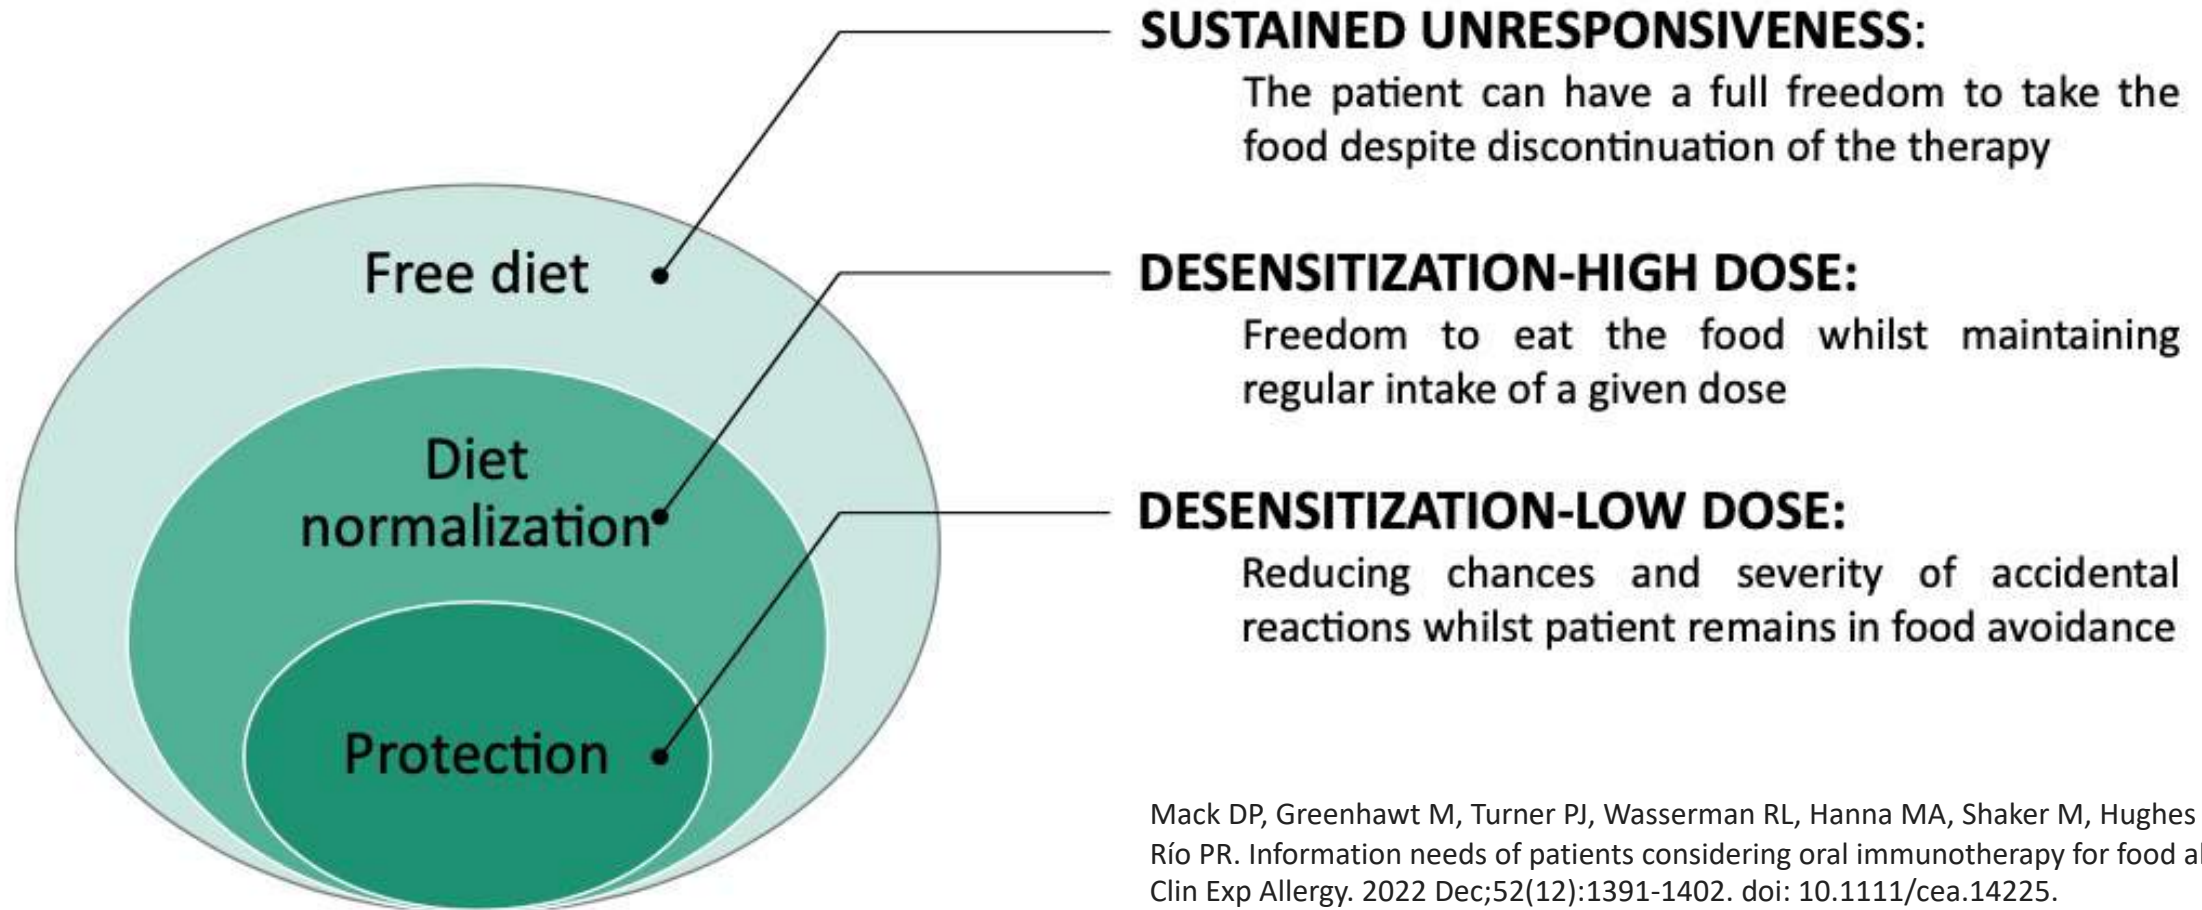 SUSTAINED UNRESPONSIVENESS:
The patient can have a full freedom to take the
food despite discontinuation of the therapy
Free diet
DESENSITIZATION-HIGH DOSE:
Freedom to eat the food whilst maintaining
regular intake of a given dose
Diet
normalization
DESENSITIZATION-LOW DOSE:
Reducing chances and severity of accidental
reactions whilst patient remains in food avoidance
Protection
Mack DP, Greenhawt M, Turner PJ, Wasserman RL, Hanna MA, Shaker M, Hughes
Río PR. Information needs of patients considering oral immunotherapy for food
Clin Exp Allergy. 2022 Dec;52(12):1391-1402. doi: 10.1111/cea.14225.